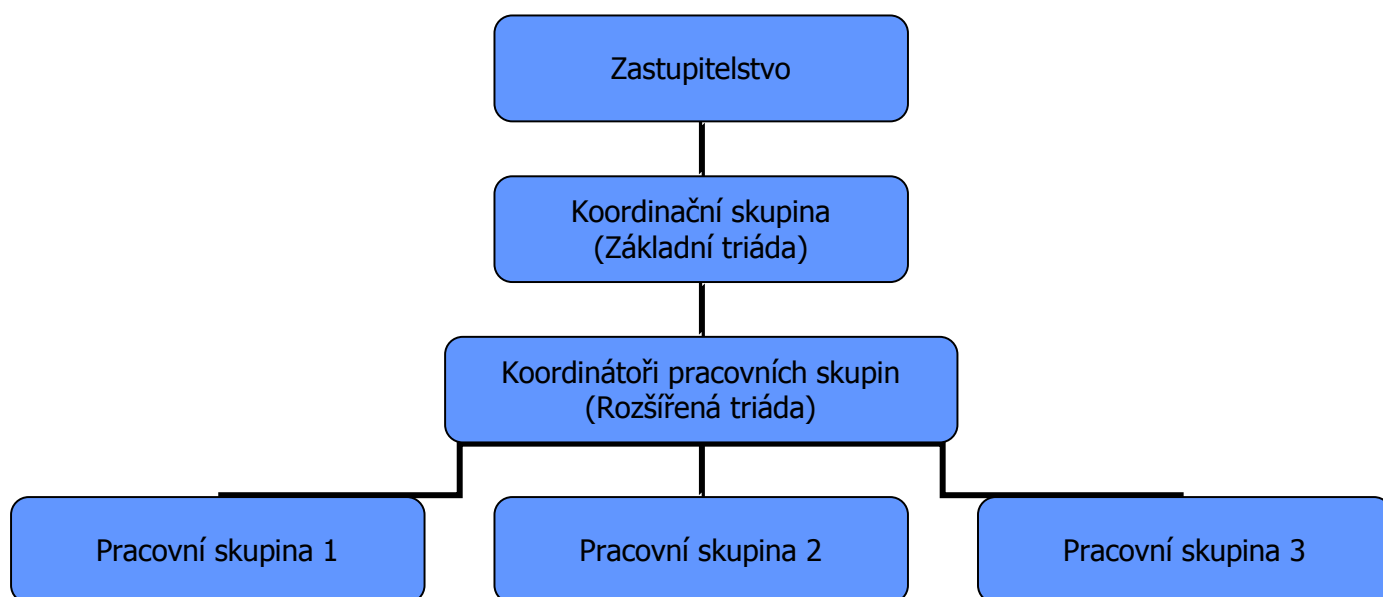 Zastupitelstvo
Koordinační skupina
(Základní triáda)
Koordinátoři pracovních skupin
(Rozšířená triáda)
Pracovní skupina 1
Pracovní skupina 2
Pracovní skupina 3